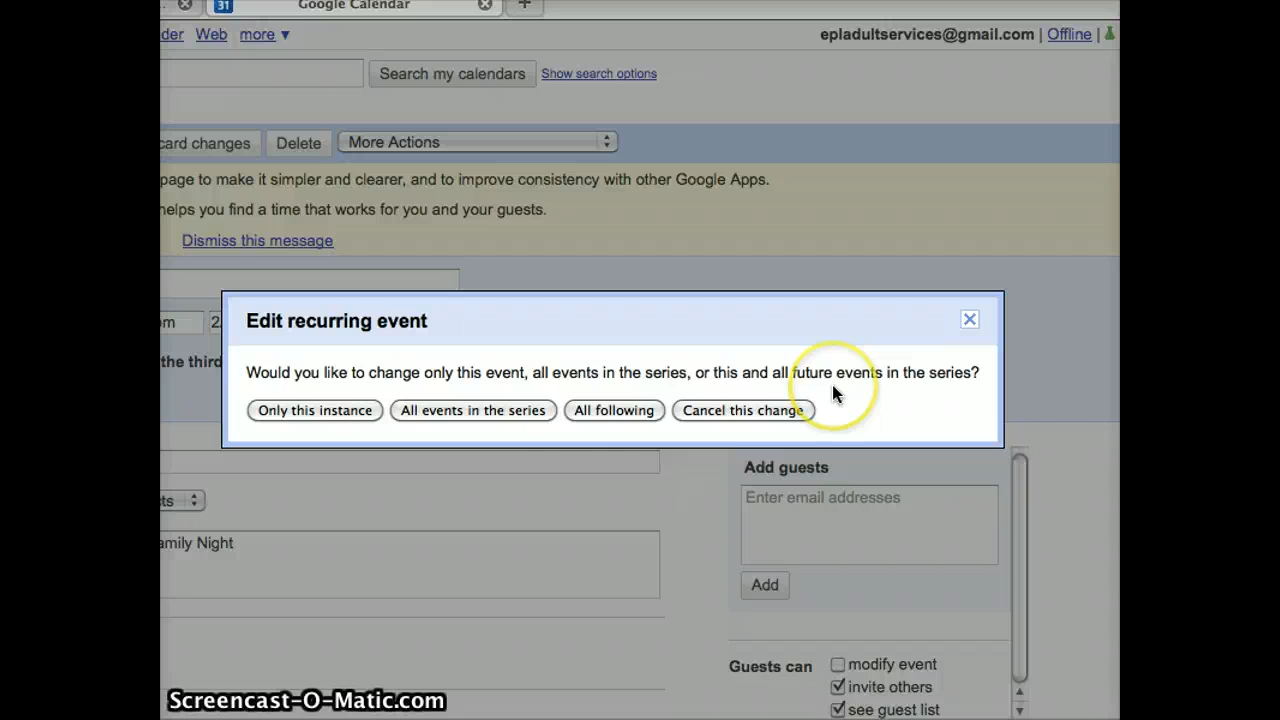 31 Google Calendar
der Web more ▼ epladultservices@gmail.com | Offline |
Search my calendars Show search options
card changes Delete More Actions
page to make it simpler and clearer, and to improve consistency with other Google Apps.
helps you find a time that works for you and your guests.
Dismiss this message
Edit recurring event
om 2
the third
Would you like to change only this event, all events in the series, or this and all future events in the series?
Only this instance All events in the series All following Cancel this change
Add guests
Enter email addresses
ts
amily Night
Add
Guests can modify event
invite others
see guest list
Screencast-O-Matic.com